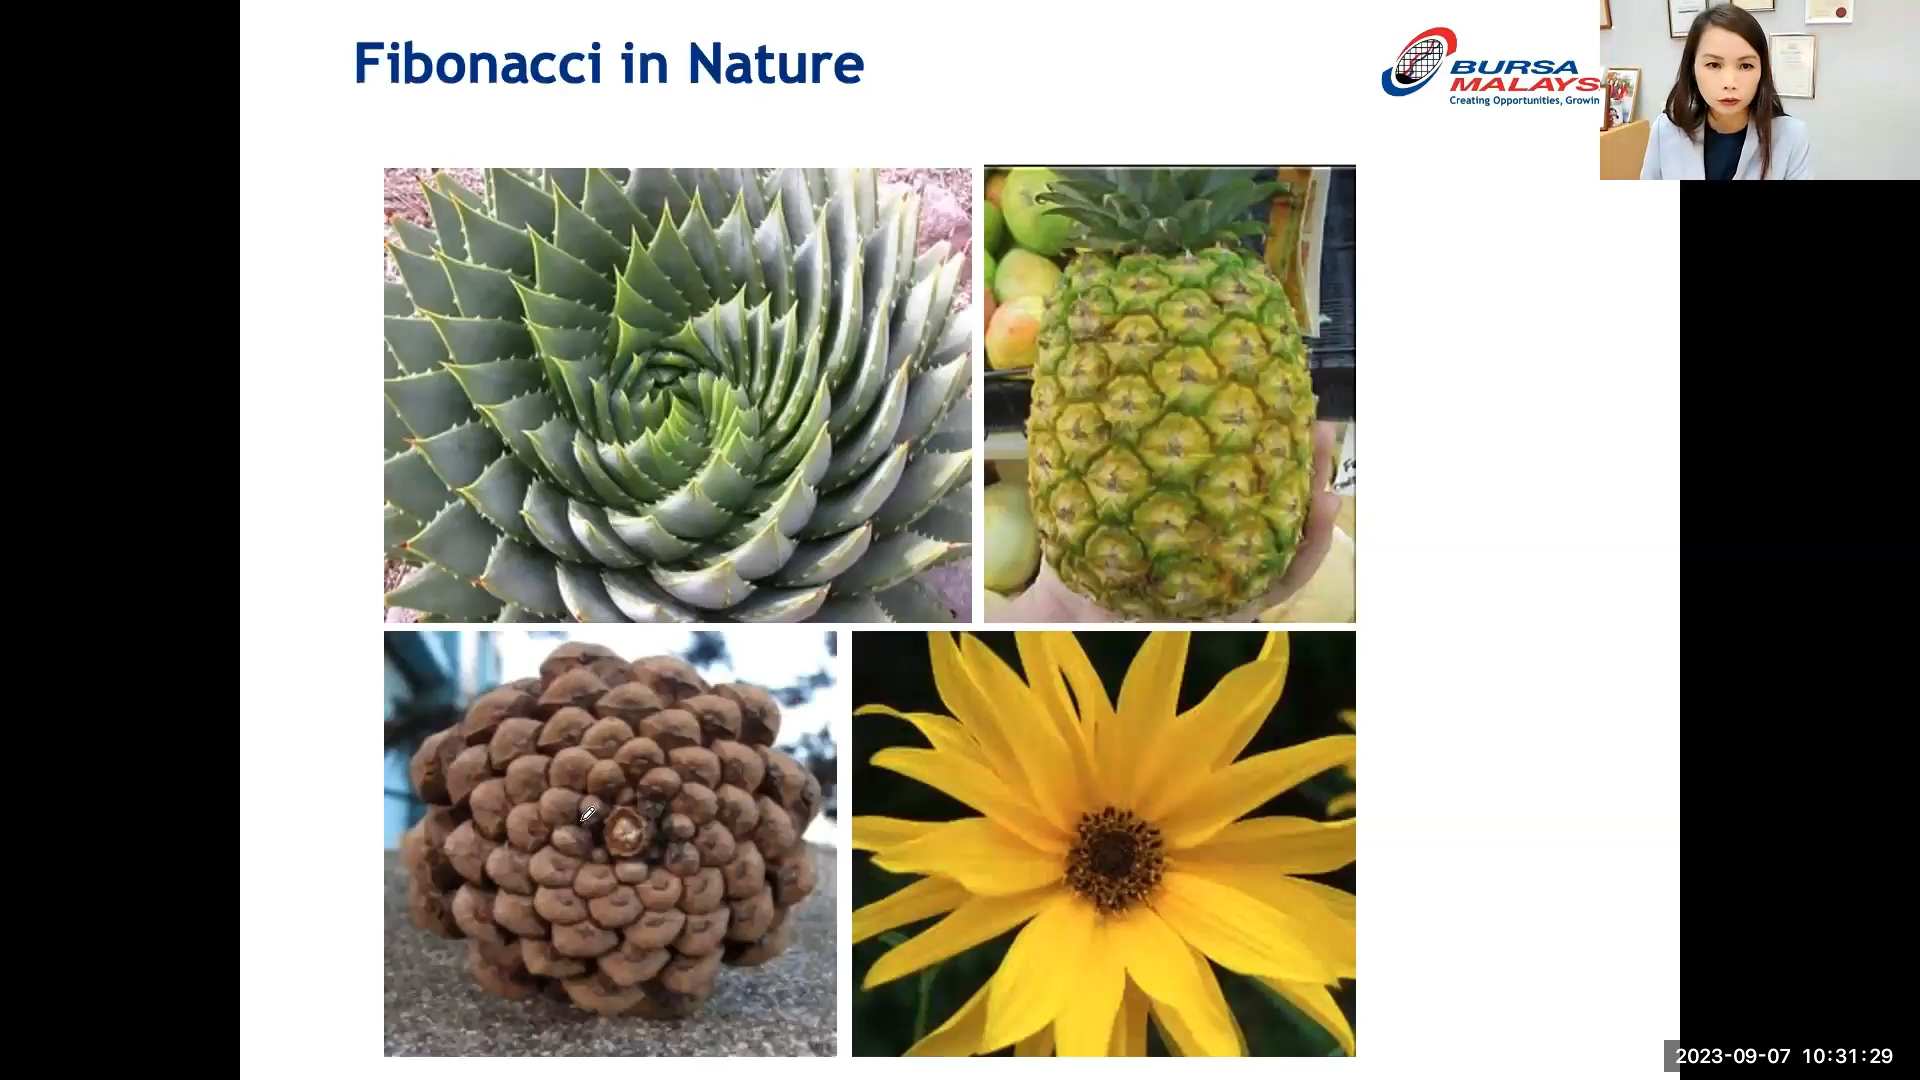 Fibonacci in Nature
BURSA
MALAYS
Creating Opportunities, Growin
2023-09-07 10:31:29